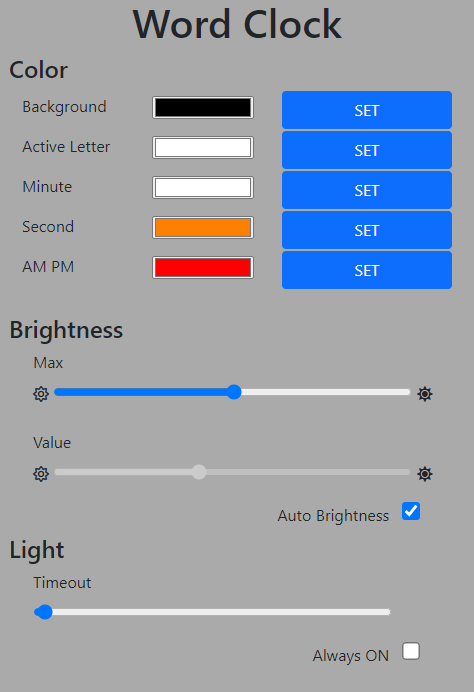 Word Clock
Color
Background SET
Active Letter SET
Minute SET
Second SET
AM PM SET
Brightness
Max
Value
Auto Brightness
Light
Timeout
Always ON